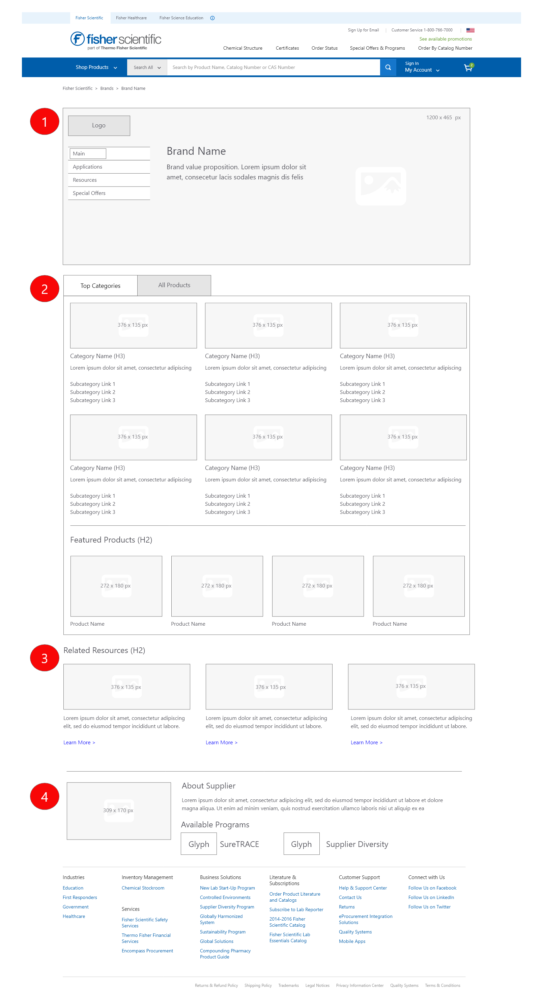 Fisher Scientific Fisher Healthcare Fisher Science Education
Sign Up for Email | Customer Service 1-800-766-7000 |
fisher scientific
part of Thermo Fisher Scientific
See available promotions
Chemical Structure Certificates Order Status Special Offers & Programs Order By Catalog Number
Shop Products Search All Search by Product Name, Catalog Number or CAS Number
Sign In
My Account
2
Fisher Scientific > Brands > Brand Name
1
1200 x 465 px
Logo
Main
Applications
Resources
Special Offers
Brand Name
Brand value proposition. Lorem ipsum dolor sit
amet, consecetur lacis sodales magnis dis felis
2
Top Categories All Products
376 x 135 px 376 x 135 px 376 x 135 px
Category Name (H3) Category Name (H3) Category Name (H3)
Lorem ipsum dolor sit amet, consectetur adipiscing Lorem ipsum dolor sit amet, consectetur adipiscing Lorem ipsum dolor sit amet, consectetur adipiscing
Subcategory Link 1 Subcategory Link 1 Subcategory Link 1
Subcategory Link 2 Subcategory Link 2 Subcategory Link 2
Subcategory Link 3 Subcategory Link 3 Subcategory Link 3
376 x 135 px 376 x 135 px 376 x 135 px
Category Name (H3) Category Name (H3) Category Name (H3)
Lorem ipsum dolor sit amet, consectetur adipiscing Lorem ipsum dolor sit amet, consectetur adipiscing Lorem ipsum dolor sit amet, consectetur adipiscing
Subcategory Link 1 Subcategory Link 1 Subcategory Link 1
Subcategory Link 2 Subcategory Link 2 Subcategory Link 2
Subcategory Link 3 Subcategory Link 3 Subcategory Link 3
Featured Products (H2)
272 x 180 px 272 x 180 px 272 x 180 px 272 x 180 px
Product Name Product Name Product Name Product Name
3
Related Resources (H2)
376 x 135 px 376 x 135 px 376 x 135 px
Lorem ipsum dolor sit amet, consectetur adipiscing Lorem ipsum dolor sit amet, consectetur adipiscing Lorem ipsum dolor sit amet, consectetur adipiscing
elit, sed do eiusmod tempor incididunt ut labore. elit, sed do eiusmod tempor incididunt ut labore. elit, sed do eiusmod tempor incididunt ut labore.
Learn More > Learn More > Learn More >
4
309 x 170 px
About Supplier
Lorem ipsum dolor sit amet, consectetur adipiscing elit, sed do eiusmod tempor incididunt ut labore et dolore
magna aliqua. Ut enim ad minim veniam, quis nostrud exercitation ullamco laboris nisi ut aliquip ex ea
Available Programs
Glyph SureTRACE Glyph Supplier Diversity
Industries
Education
First Responders
Government
Healthcare
Inventory Management
Chemical Stockroom
Services
Fisher Scientific Safety
Services
Thermo Fisher Financial
Services
Encompass Procurement
Business Solutions
New Lab Start-Up Program
Controlled Environments
Supplier Diversity Program
Globally Harmonized
System
Sustainability Program
Global Solutions
Compounding Pharmacy
Product Guide
Literature &
Subscriptions
Order Product Literature
and Catalogs
Subscribe to Lab Reporter
2014-2016 Fisher
Scientific Catalog
Fisher Scientific Lab
Essentials Catalog
Customer Support
Help & Support Center
Contact Us
Returns
eProcurement Integration
Solutions
Quality Systems
Mobile Apps
Connect with Us
Follow Us on Facebook
Follow Us on LinkedIn
Follow Us on Twitter
Returns & Refund Policy Shipping Policy Trademarks Legal Notices Privacy Information Center Quality Systems Terms & Conditions